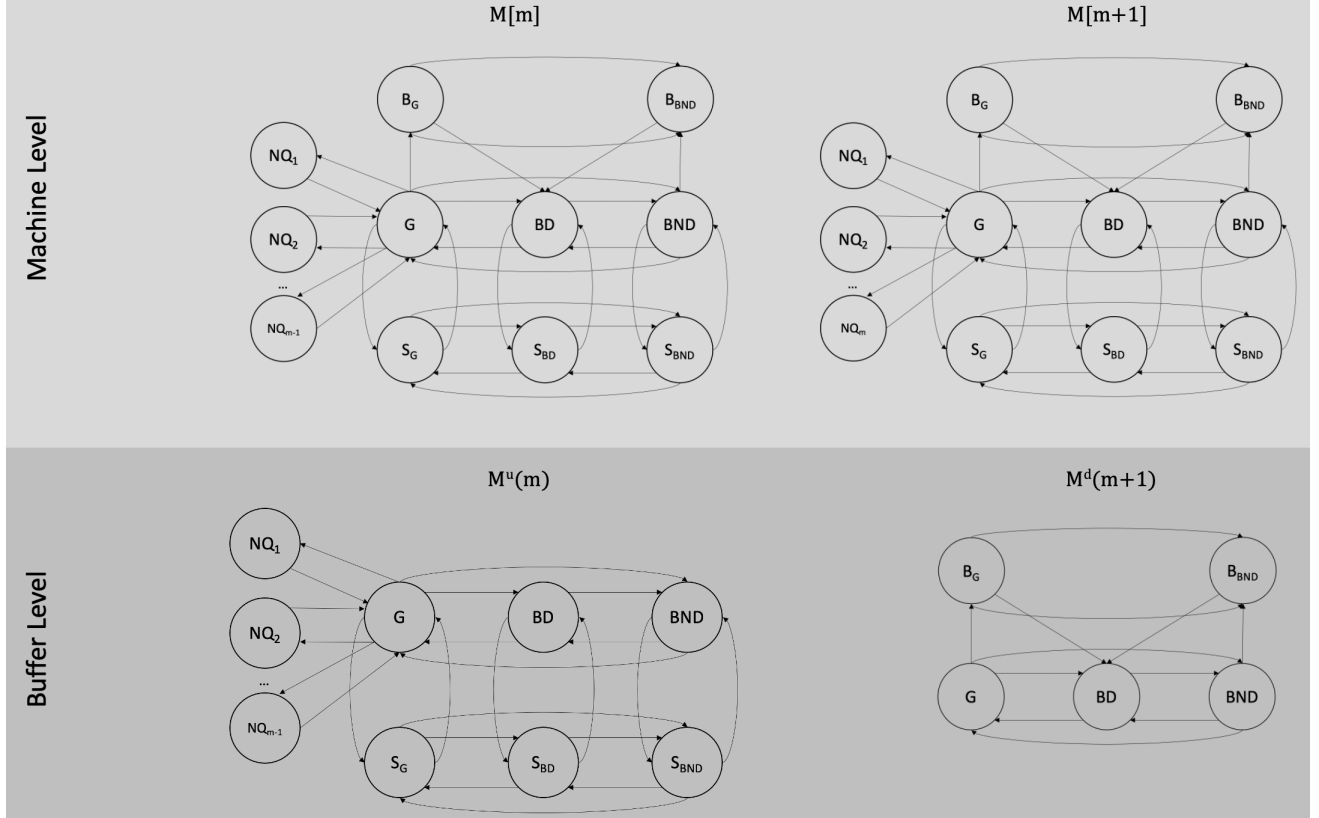 M[m]
M[m+1]
Machine Level
B_G
B_BND
NQ_1
NQ_2
...
NQ_m-1
G
BD
BND
S_G
S_BD
S_BND
B_G
B_BND
NQ_1
NQ_2
...
NQ_m
G
BD
BND
S_G
S_BD
S_BND
Buffer Level
M^u(m)
M^d(m+1)
NQ_1
NQ_2
...
NQ_m-1
G
BD
BND
S_G
S_BD
S_BND
B_G
B_BND
G
BD
BND